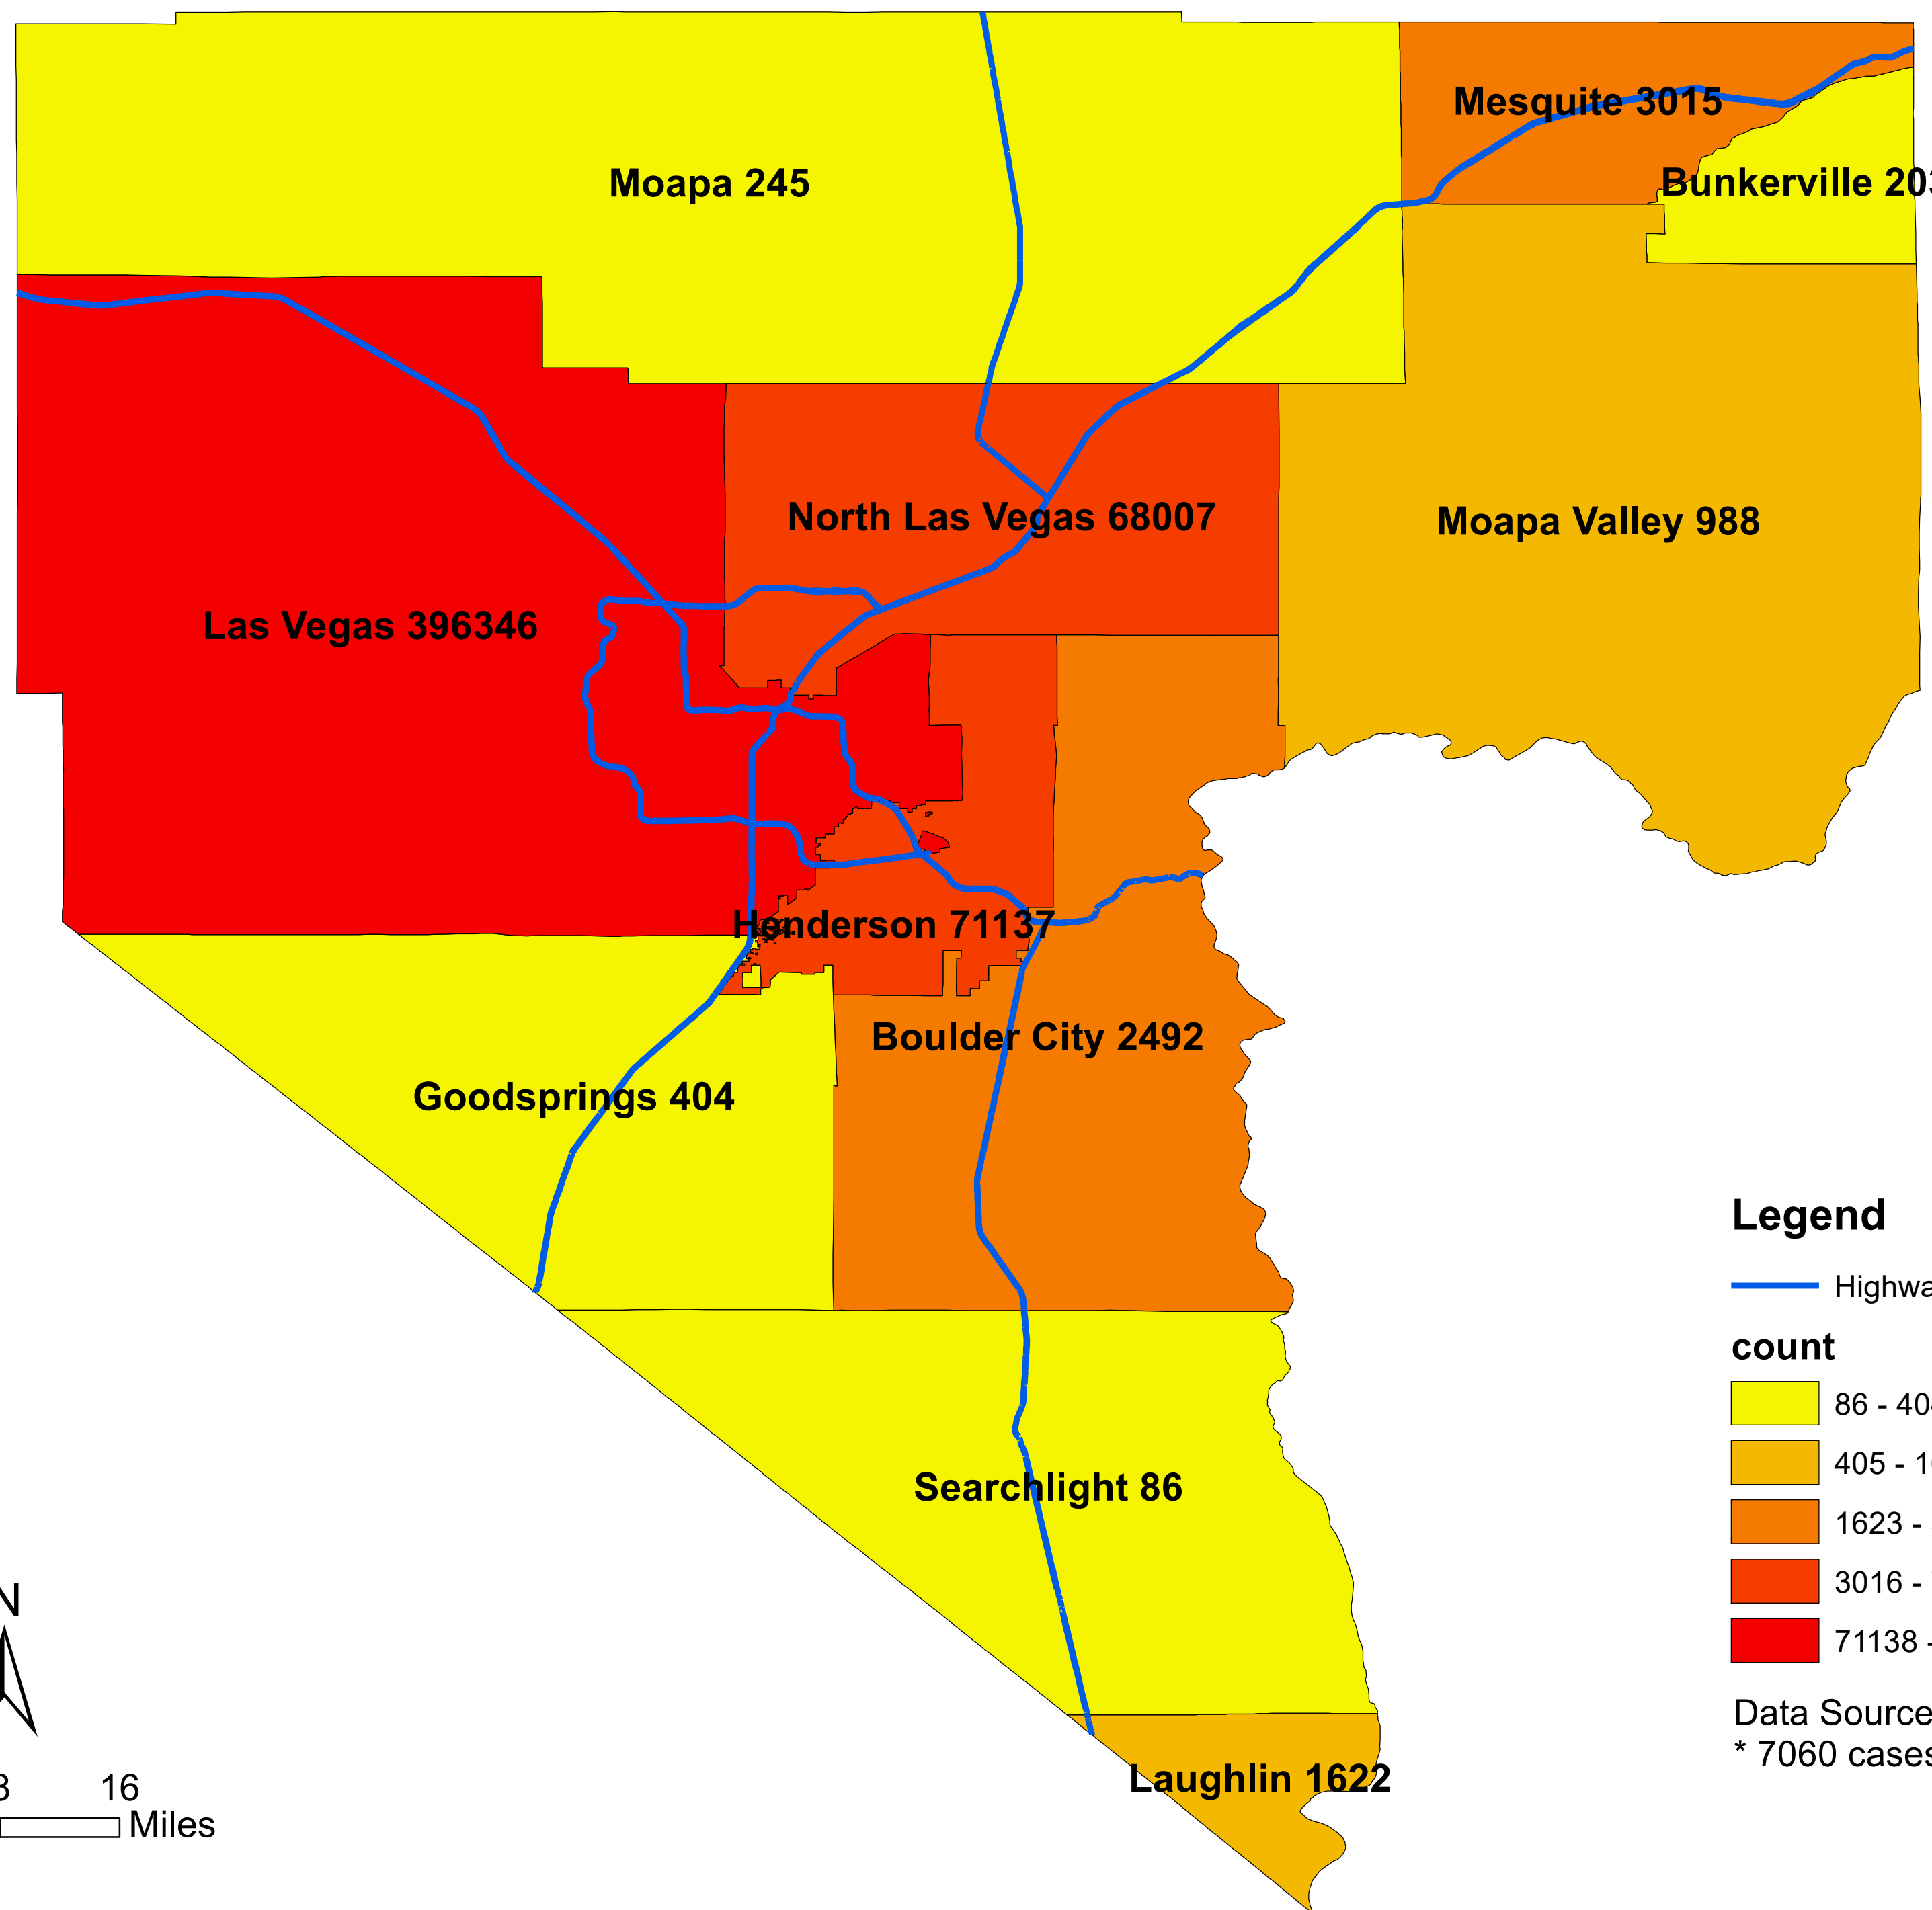 Mesquite 3015
Moapa 245
Bunkerville 203
North Las Vegas 68007
Moapa Valley 988
Las Vegas 396346
Henderson 71137
Boulder City 2492
Goodsprings 404
Searchlight 86
Laughlin 1622
N
16
Miles
Legend
count
86 -
405 -
1623 -
3016 -
71138 -
Data Source
* 7060 cases